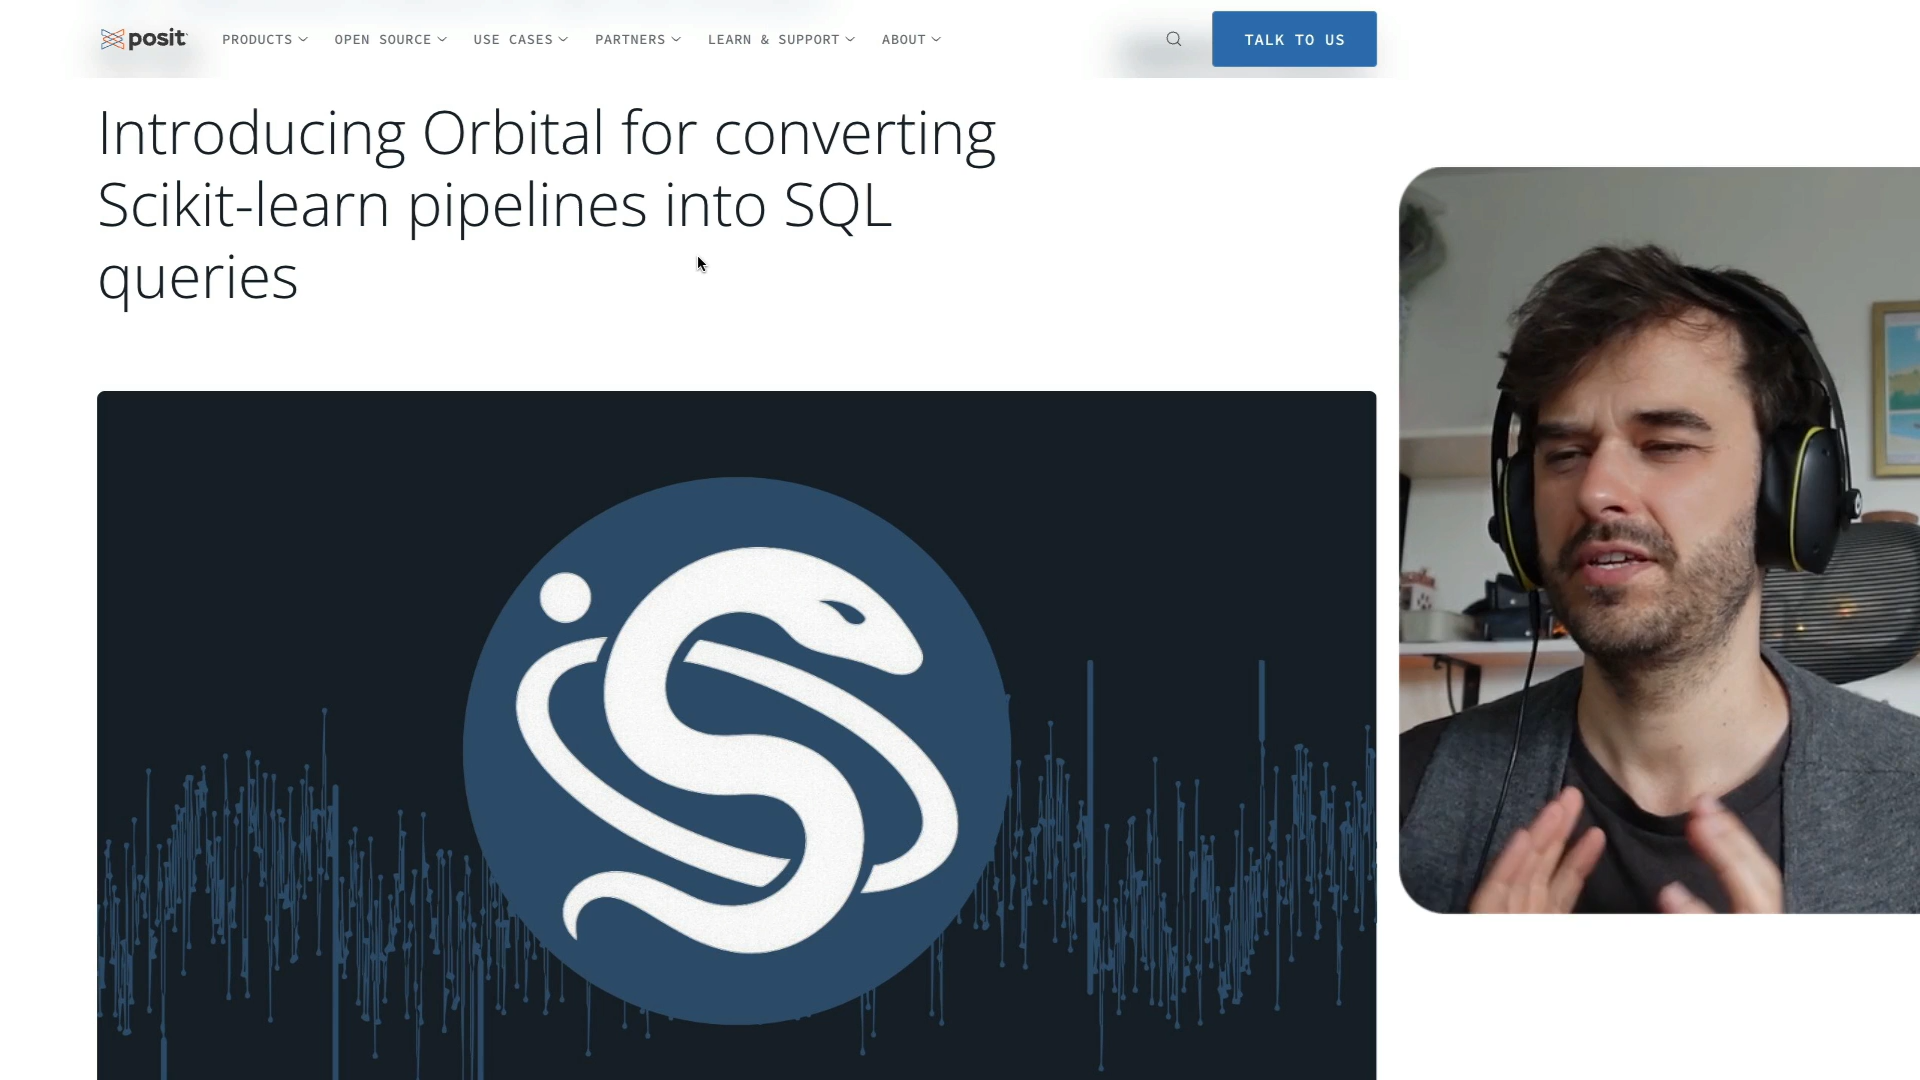 posit
PRODUCTS
OPEN SOURCE
USE CASES
PARTNERS
LEARN & SUPPORT
ABOUT
TALK TO US
Introducing Orbital for converting
Scikit-learn pipelines into SQL
queries